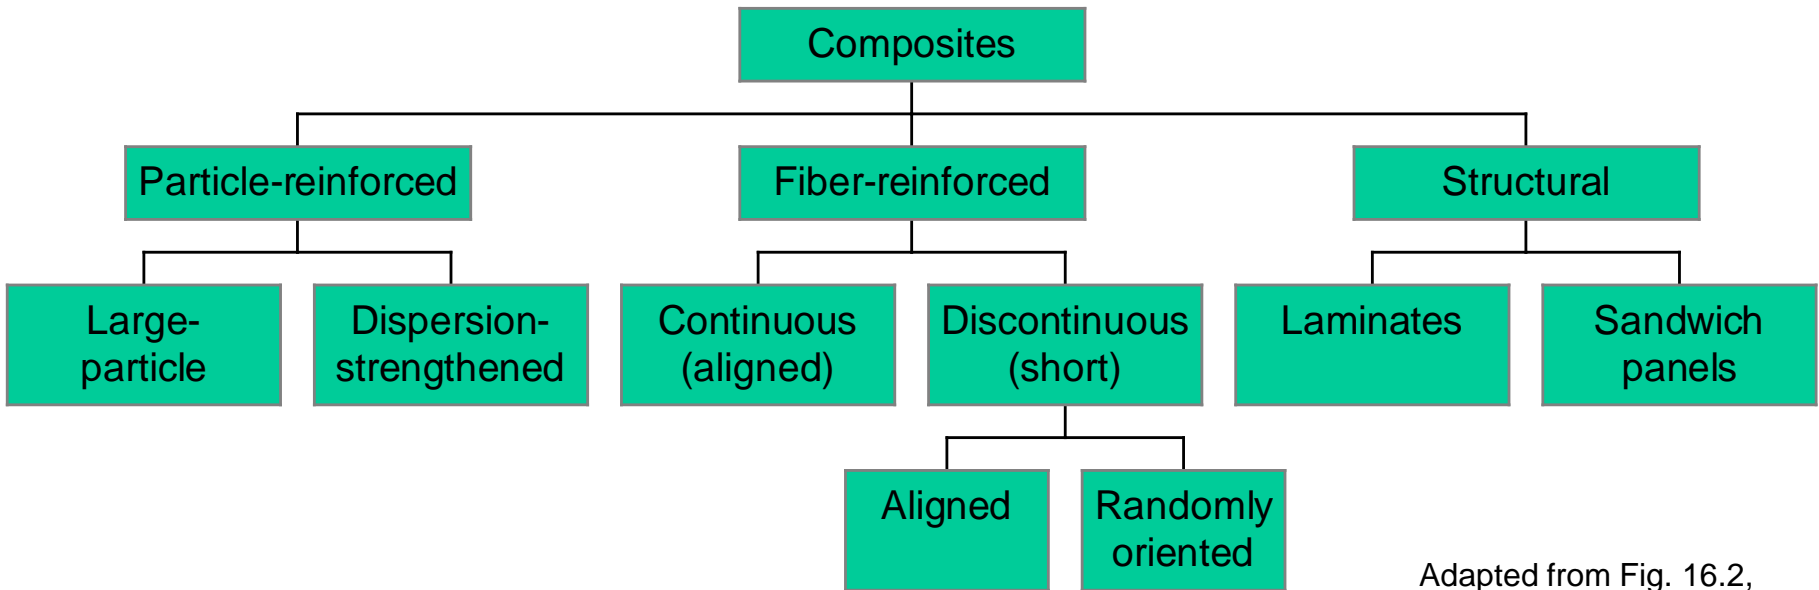 Composites
Particle-reinforced
Fiber-reinforced
Structural
Large-
particle
Dispersion-
strengthened
Continuous
(aligned)
Discontinuous
(short)
Laminates
Sandwich
panels
Aligned
Randomly
oriented
Adapted from Fig. 16.2,